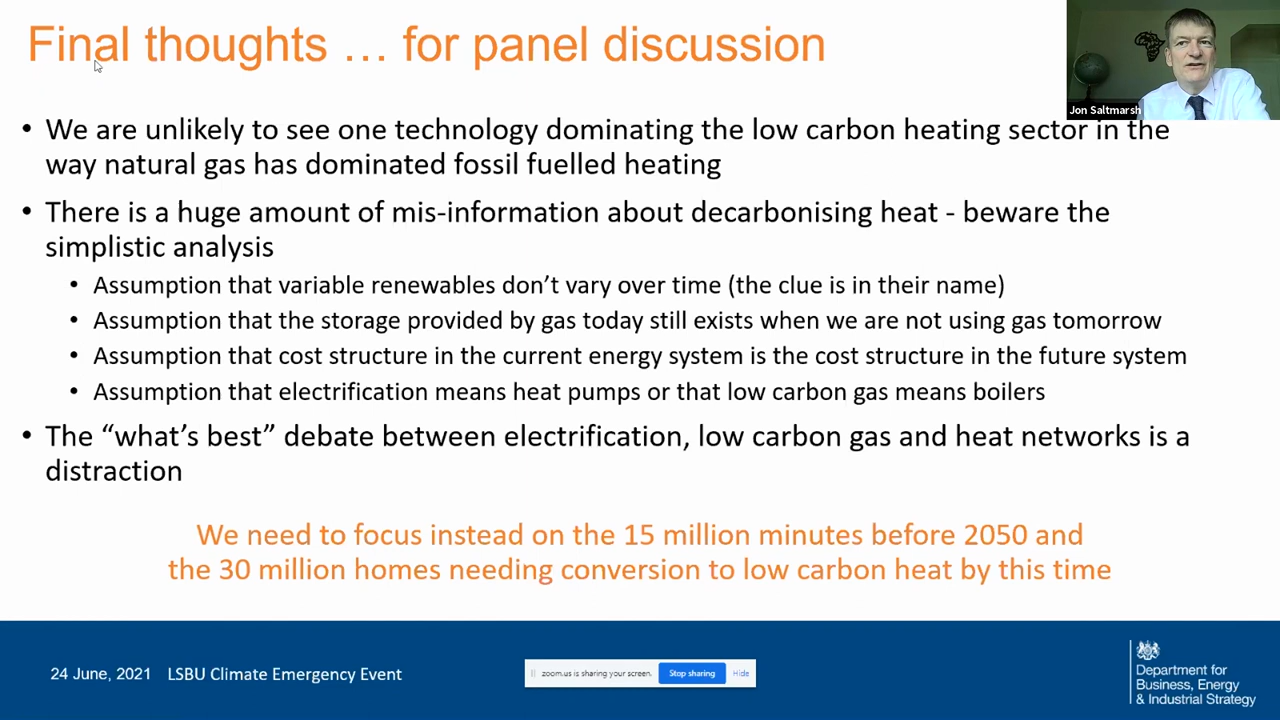 Final thoughts … for panel discussion
Jon Saltmarsh
• We are unlikely to see one technology dominating the low carbon heating sector in the
way natural gas has dominated fossil fuelled heating
• There is a huge amount of mis-information about decarbonising heat - beware the
simplistic analysis
• Assumption that variable renewables don’t vary over time (the clue is in their name)
• Assumption that the storage provided by gas today still exists when we are not using gas tomorrow
• Assumption that cost structure in the current energy system is the cost structure in the future system
• Assumption that electrification means heat pumps or that low carbon gas means boilers
• The “what’s best” debate between electrification, low carbon gas and heat networks is a
distraction
We need to focus instead on the 15 million minutes before 2050 and
the 30 million homes needing conversion to low carbon heat by this time
24 June, 2021 LSBU Climate Emergency Event
zoom.us is sharing your screen. Stop sharing Hide
Department for
Business, Energy
& Industrial Strategy